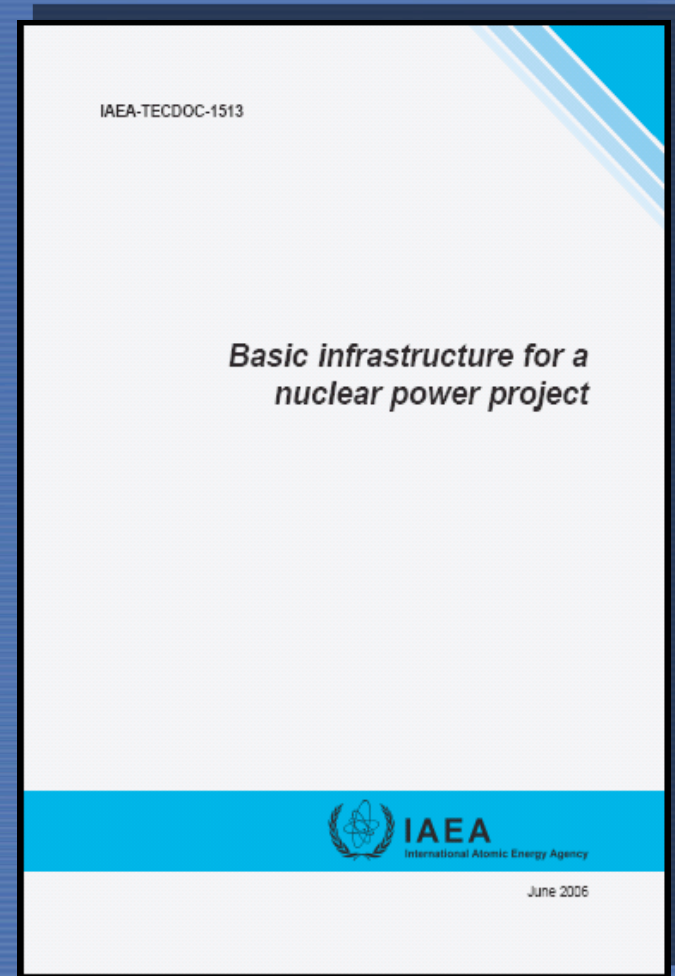 IAEA-TECDOC-1513
Basic infrastructure for a
nuclear power project
IAEA
International Atomic Energy Agency
June 2006